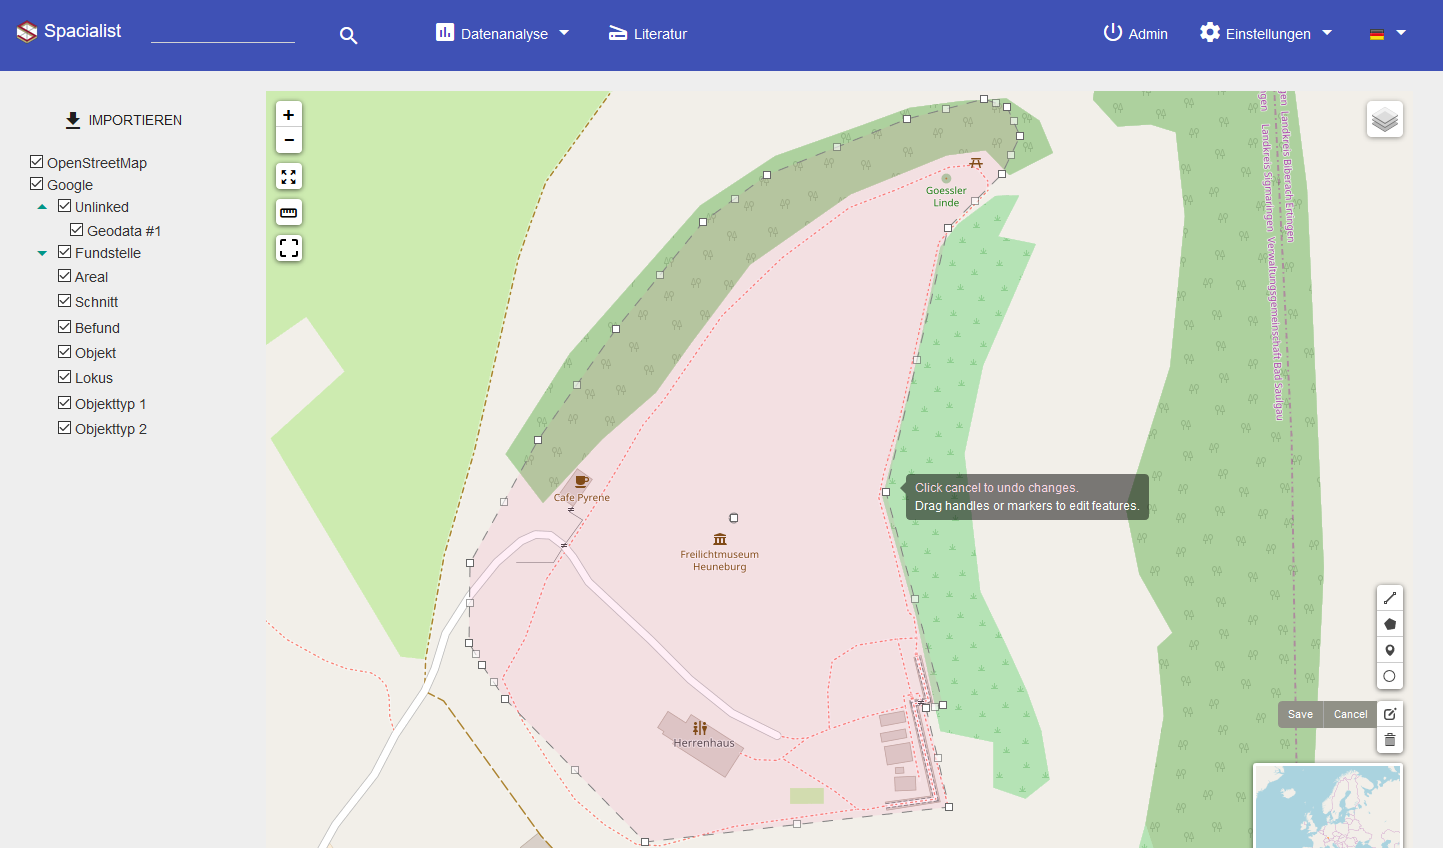 Spacialist
Datenanalyse
Literatur
Admin
Einstellungen
IMPORTIEREN
OpenStreetMap
Google
Unlinked
Geodata #1
Fundstelle
Areal
Schnitt
Befund
Objekt
Lokus
Objekttyp 1
Objekttyp 2
+
−
Goessler
Linde
Landkreis Biberach Ertingen
Landkreis Sigmaringen Verwaltungsgemeinschaft Bad Saulgau
Click cancel to undo changes.
Drag handles or markers to edit features.
Cafe Pyrene
Freilichtmuseum
Heuneburg
Herrenhaus
Save
Cancel